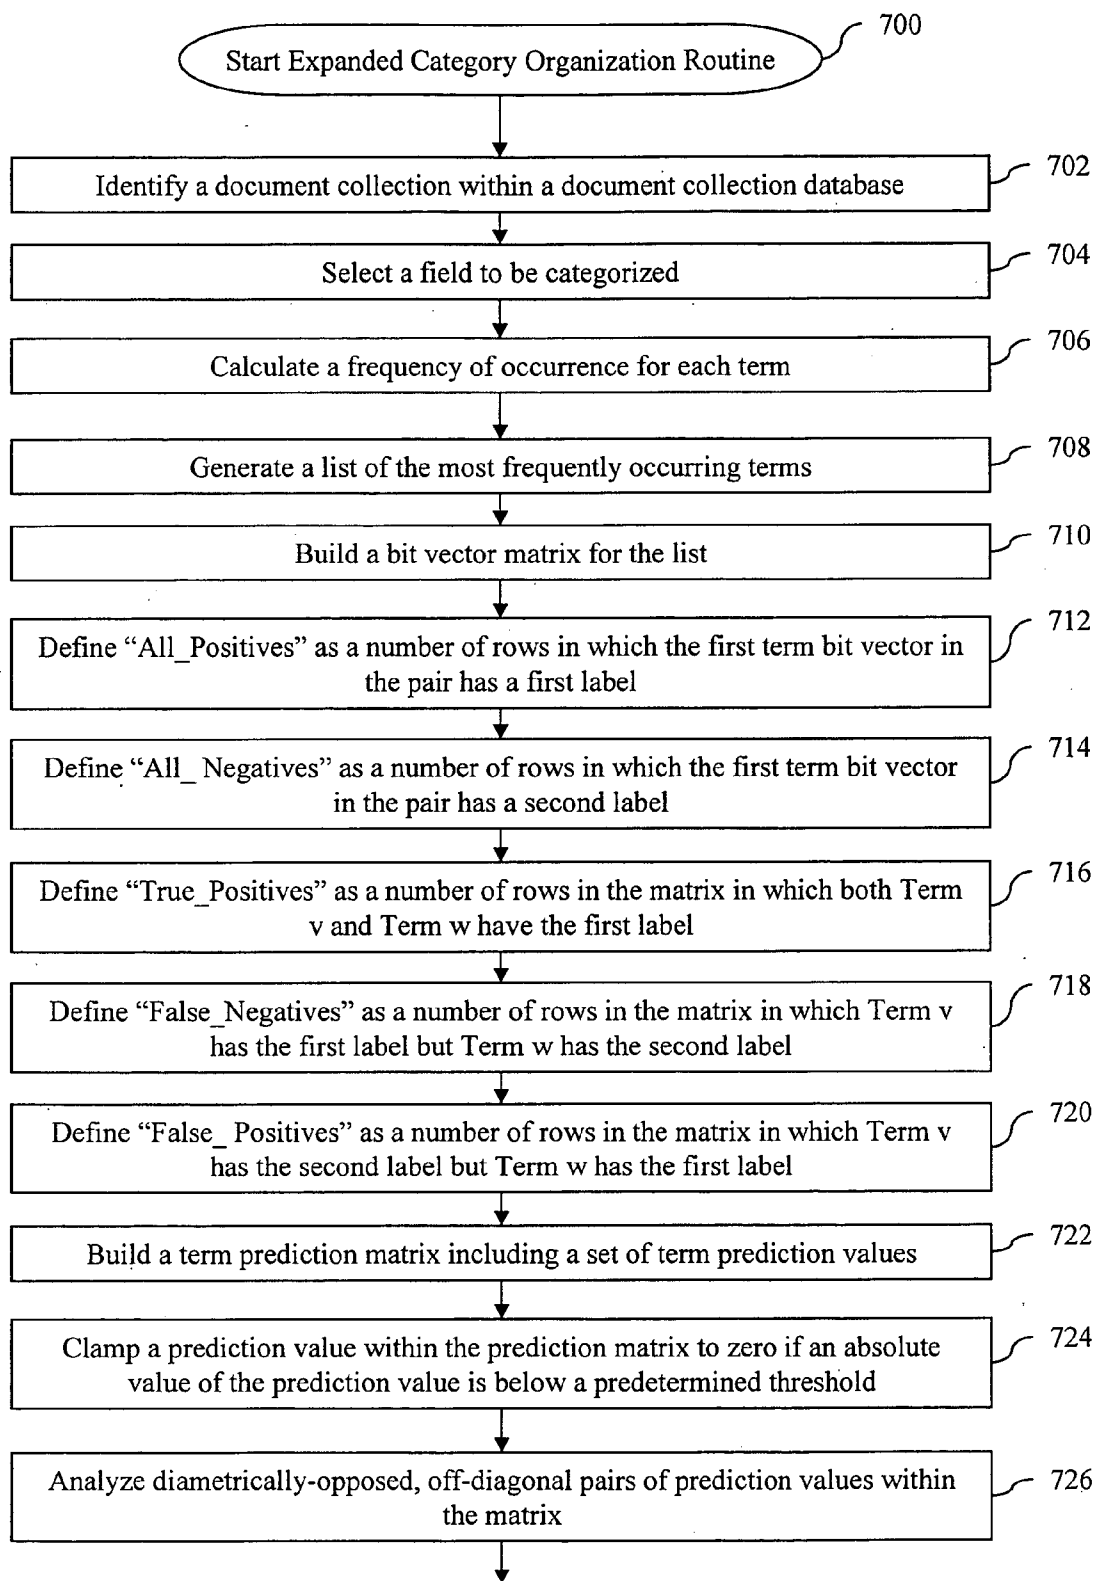 700
Start Expanded Category Organization Routine
702
Identify a document collection within a document collection database
704
Select a field to be categorized
706
Calculate a frequency of occurrence for each term
708
Generate a list of the most frequently occurring terms
710
Build a bit vector matrix for the list
712
Define “All_Positives” as a number of rows in which the first term bit vector in
the pair has a first label
714
Define “All_ Negatives” as a number of rows in which the first term bit vector
in the pair has a second label
716
Define “True_Positives” as a number of rows in the matrix in which both Term
v and Term w have the first label
718
Define “False_Negatives” as a number of rows in the matrix in which Term v
has the first label but Term w has the second label
720
Define “False_ Positives” as a number of rows in the matrix in which Term v
has the second label but Term w has the first label
722
Build a term prediction matrix including a set of term prediction values
724
Clamp a prediction value within the prediction matrix to zero if an absolute
value of the prediction value is below a predetermined threshold
726
Analyze diametrically-opposed, off-diagonal pairs of prediction values within
the matrix